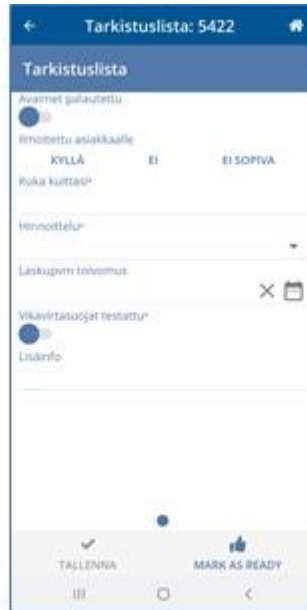 Tarkistuslista: 5422
Tarkistuslista
Avaimet palautettu
Ilmoitettu asiakkaalle
KYLLÄ EI EI SOPIVA
Kuka kuittasi*
Hinnoittelu*
Laskupvm toivomus
Vikavirtasuojat testattu*
Lisäinfo
TALLENNA MARK AS READY